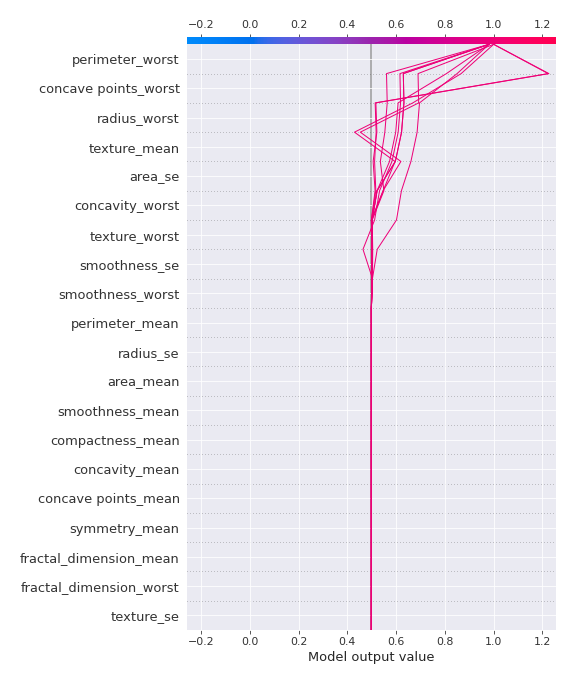 −0.2 0.0 0.2 0.4 0.6 0.8 1.0 1.2
perimeter_worst
concave points_worst
radius_worst
texture_mean
area_se
concavity_worst
texture_worst
smoothness_se
smoothness_worst
perimeter_mean
radius_se
area_mean
smoothness_mean
compactness_mean
concavity_mean
concave points_mean
symmetry_mean
fractal_dimension_mean
fractal_dimension_worst
texture_se
−0.2 0.0 0.2 0.4 0.6 0.8 1.0 1.2
Model output value